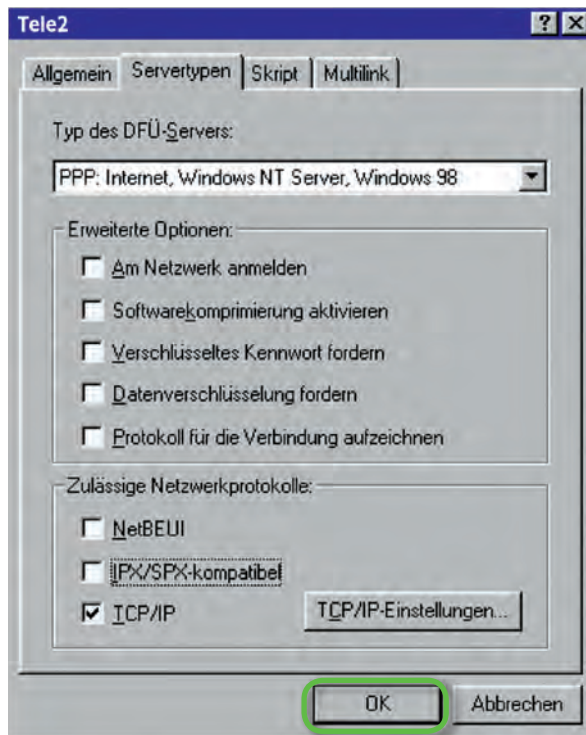 Tele2
Allgemein Servertypen Skript Multilink
Typ des DFÜ-Servers:
PPP: Internet, Windows NT Server, Windows 98
Erweiterte Optionen:
Am Netzwerk anmelden
Softwarekomprimierung aktivieren
Verschlüsseltes Kennwort fordern
Datenverschlüsselung fordern
Protokoll für die Verbindung aufzeichnen
Zulässige Netzwerkprotokolle:
NetBEUI
IPX/SPX-kompatibel
TCP/IP TCP/IP-Einstellungen...
OK Abbrechen